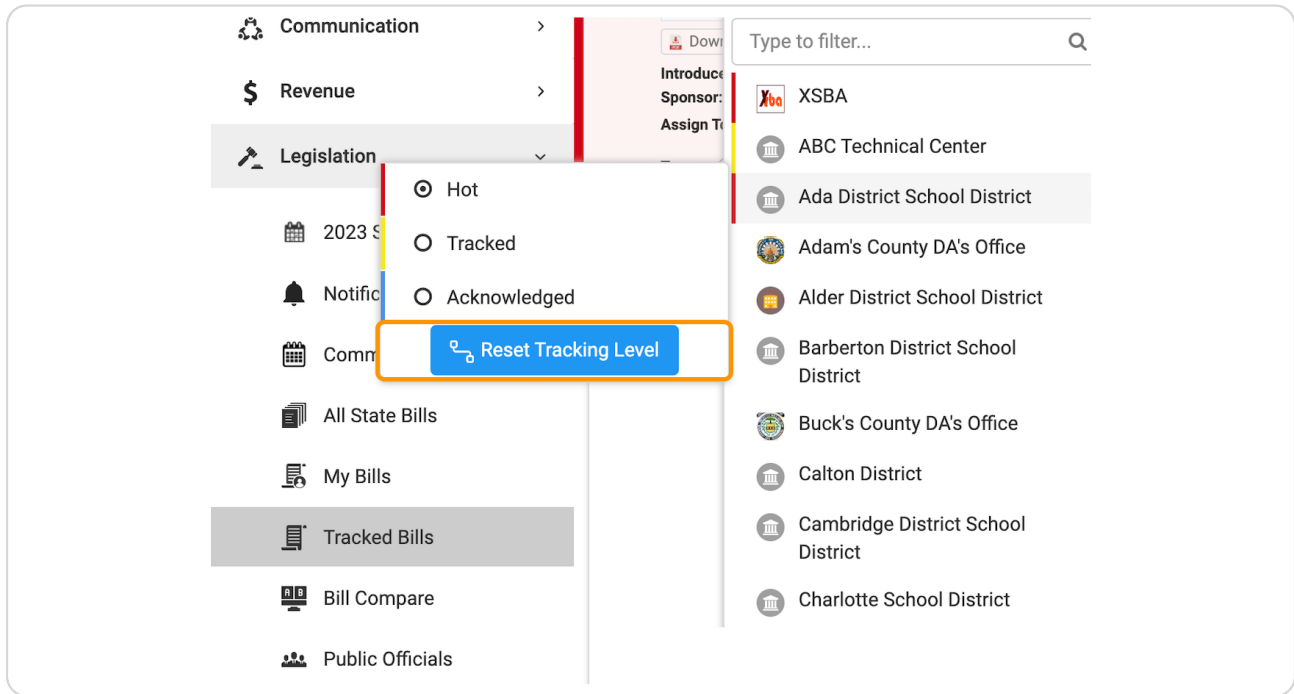 Communication
Revenue
Legislation
Hot
Tracked
Acknowledged
Reset Tracking Level
2023 S
Notific
Comm
All State Bills
My Bills
Tracked Bills
A B
Bill Compare
Public Officials
Dow
Introduce
Sponsor:
Assign To
Type to filter...
Xsba
XSBA
ABC Technical Center
Ada District School District
Adam's County DA's Office
Alder District School District
Barberton District School
District
Buck's County DA's Office
Calton District
Cambridge District School
District
Charlotte School District